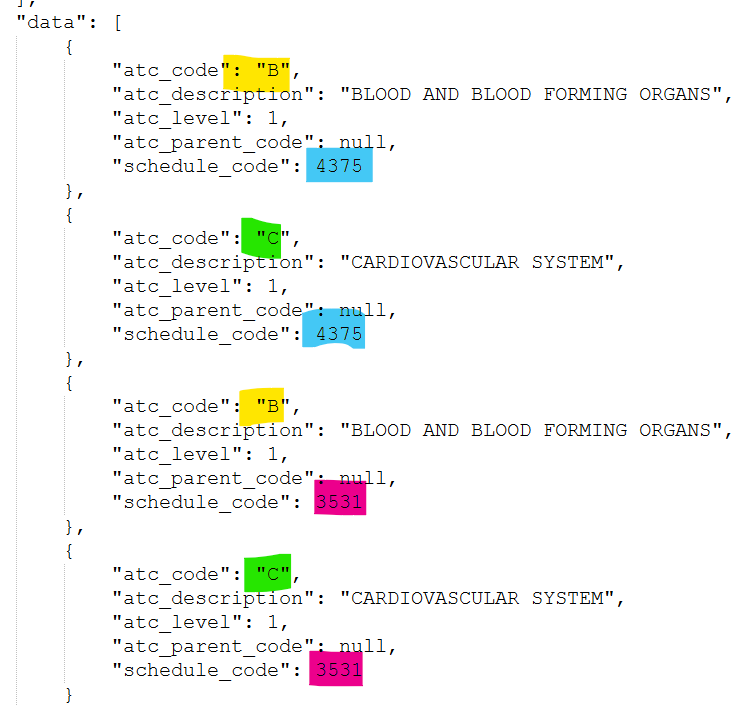 ],
"data": [
{
"atc_code": "B",
"atc_description": "BLOOD AND BLOOD FORMING ORGANS",
"atc_level": 1,
"atc_parent_code": null,
"schedule_code": 4375
},
{
"atc_code": "C",
"atc_description": "CARDIOVASCULAR SYSTEM",
"atc_level": 1,
"atc_parent_code": null,
"schedule_code": 4375
},
{
"atc_code": "B",
"atc_description": "BLOOD AND BLOOD FORMING ORGANS",
"atc_level": 1,
"atc_parent_code": null,
"schedule_code": 3531
},
{
"atc_code": "C",
"atc_description": "CARDIOVASCULAR SYSTEM",
"atc_level": 1,
"atc_parent_code": null,
"schedule_code": 3531
}